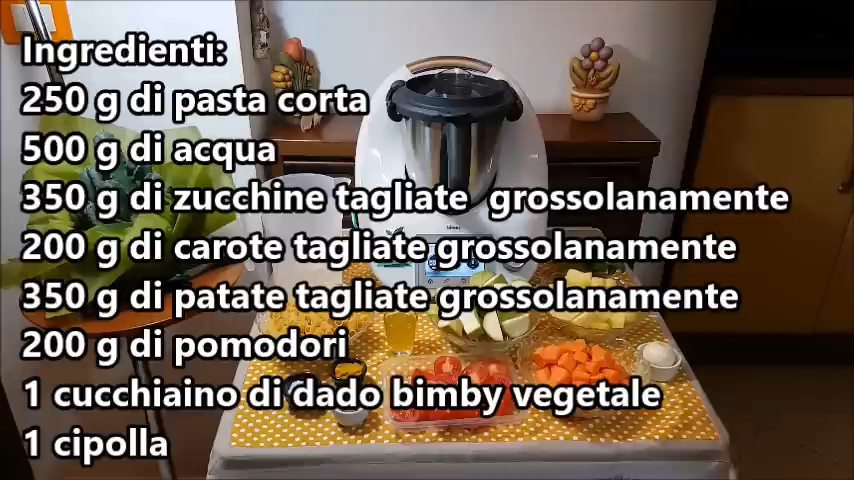 Ingredienti:
250 g di pasta corta
500 g di acqua
350 g di zucchine tagliate  grossolanamente
200 g di carote tagliate grossolanamente
350 g di patate tagliate grossolanamente
200 g di pomodori
1 cucchiaino di dado bimby vegetale
1 cipolla